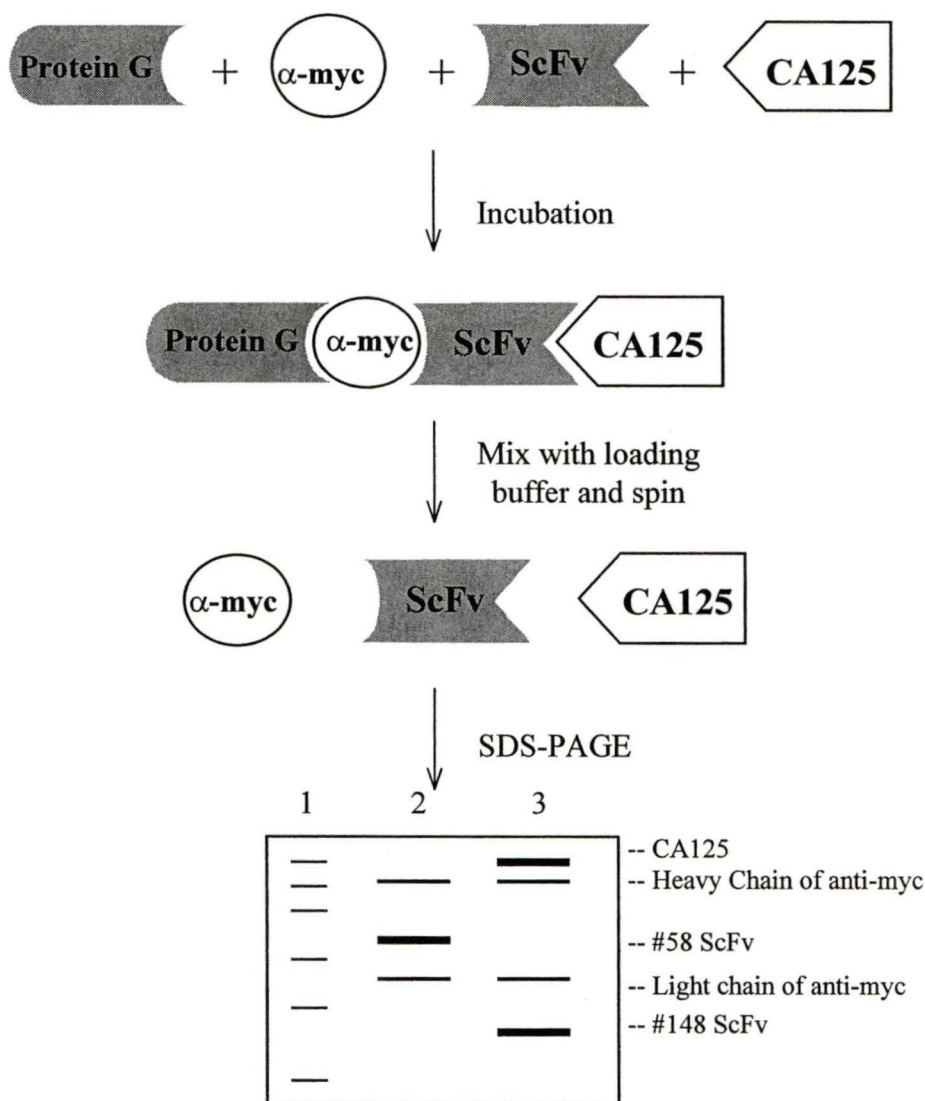 Protein G + α-myc + ScFv + CA125
Incubation
Protein G α-myc ScFv CA125
Mix with loading
buffer and spin
α-myc ScFv CA125
SDS-PAGE
1 2 3
-- CA125
-- Heavy Chain of anti-myc
-- #58 ScFv
-- Light chain of anti-myc
-- #148 ScFv